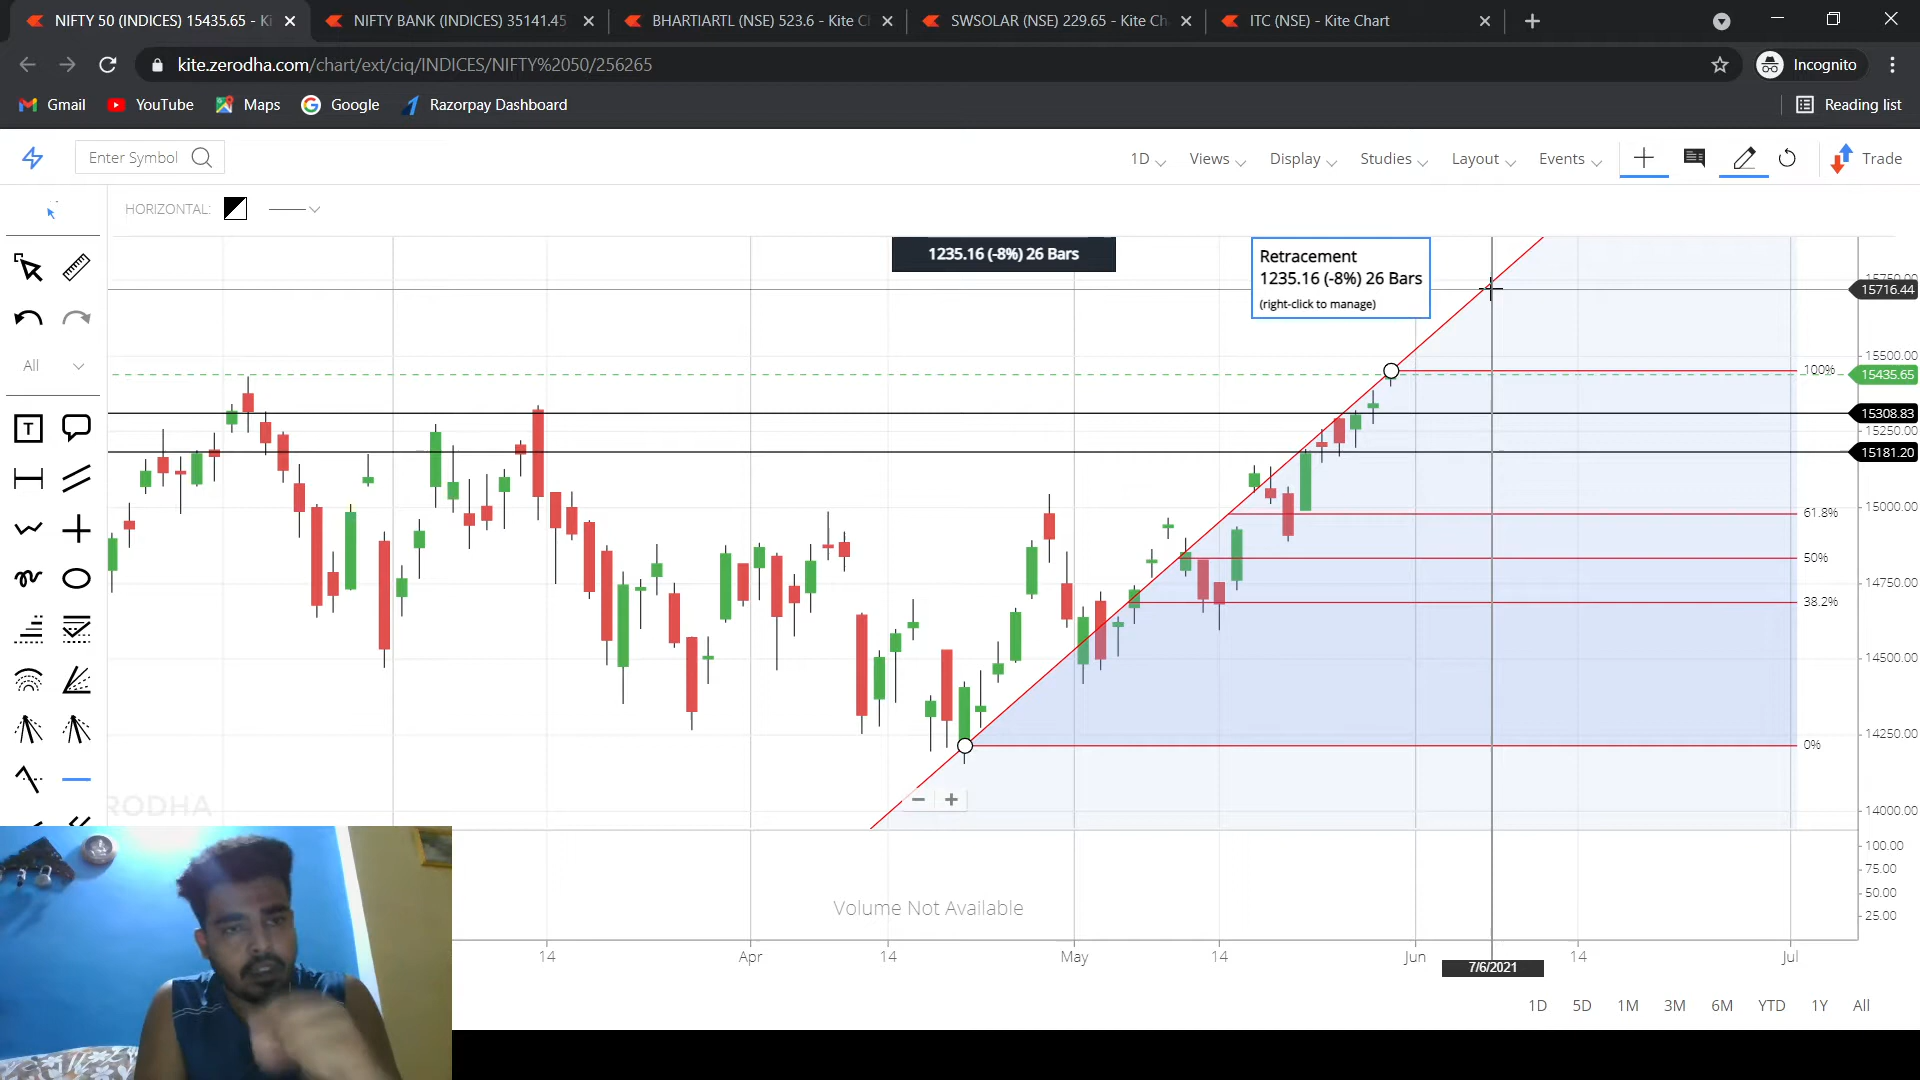 NIFTY 50 (INDICES) 15435.65 - Ki
NIFTY BANK (INDICES) 35141.45
BHARTIARTL (NSE) 523.6 - Kite C
SWSOLAR (NSE) 229.65 - Kite Ch
ITC (NSE) - Kite Chart
kite.zerodha.com/chart/ext/ciq/INDICES/NIFTY%2050/256265
Incognito
Gmail
YouTube
Maps
Google
Razorpay Dashboard
Reading list
Enter Symbol
1D
Views
Display
Studies
Layout
Events
Trade
HORIZONTAL:
1235.16 (-8%) 26 Bars
Retracement
1235.16 (-8%) 26 Bars
(right-click to manage)
All
T
15750.00
15716.44
15500.00
100%
15435.65
15308.83
15250.00
15181.20
15000.00
61.8%
50%
14750.00
38.2%
14500.00
14250.00
0%
14000.00
RODHA
100.00
75.00
50.00
25.00
Volume Not Available
14
Apr
14
May
14
Jun
14
Jul
7/6/2021
1D
5D
1M
3M
6M
YTD
1Y
All